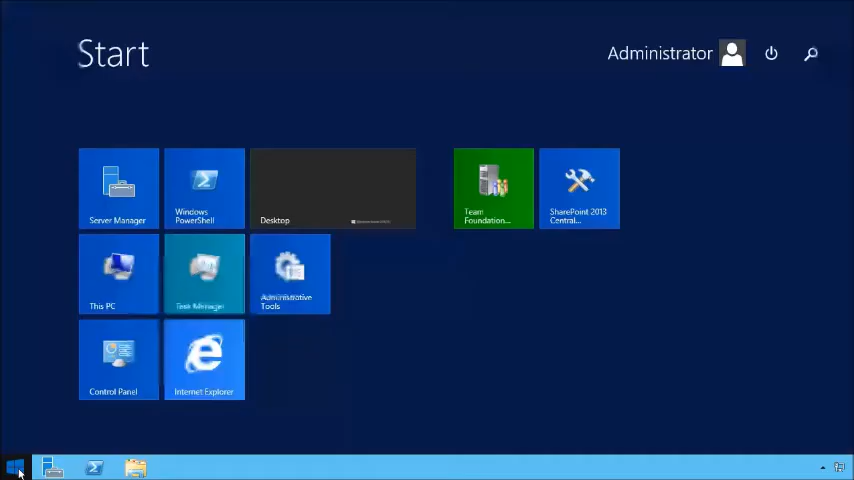 Start
Administrator
Server Manager
Windows
PowerShell
Desktop
Team
Foundation...
SharePoint 2013
Central...
This PC
Task Manager
Administrative
Tools
Control Panel
Internet Explorer